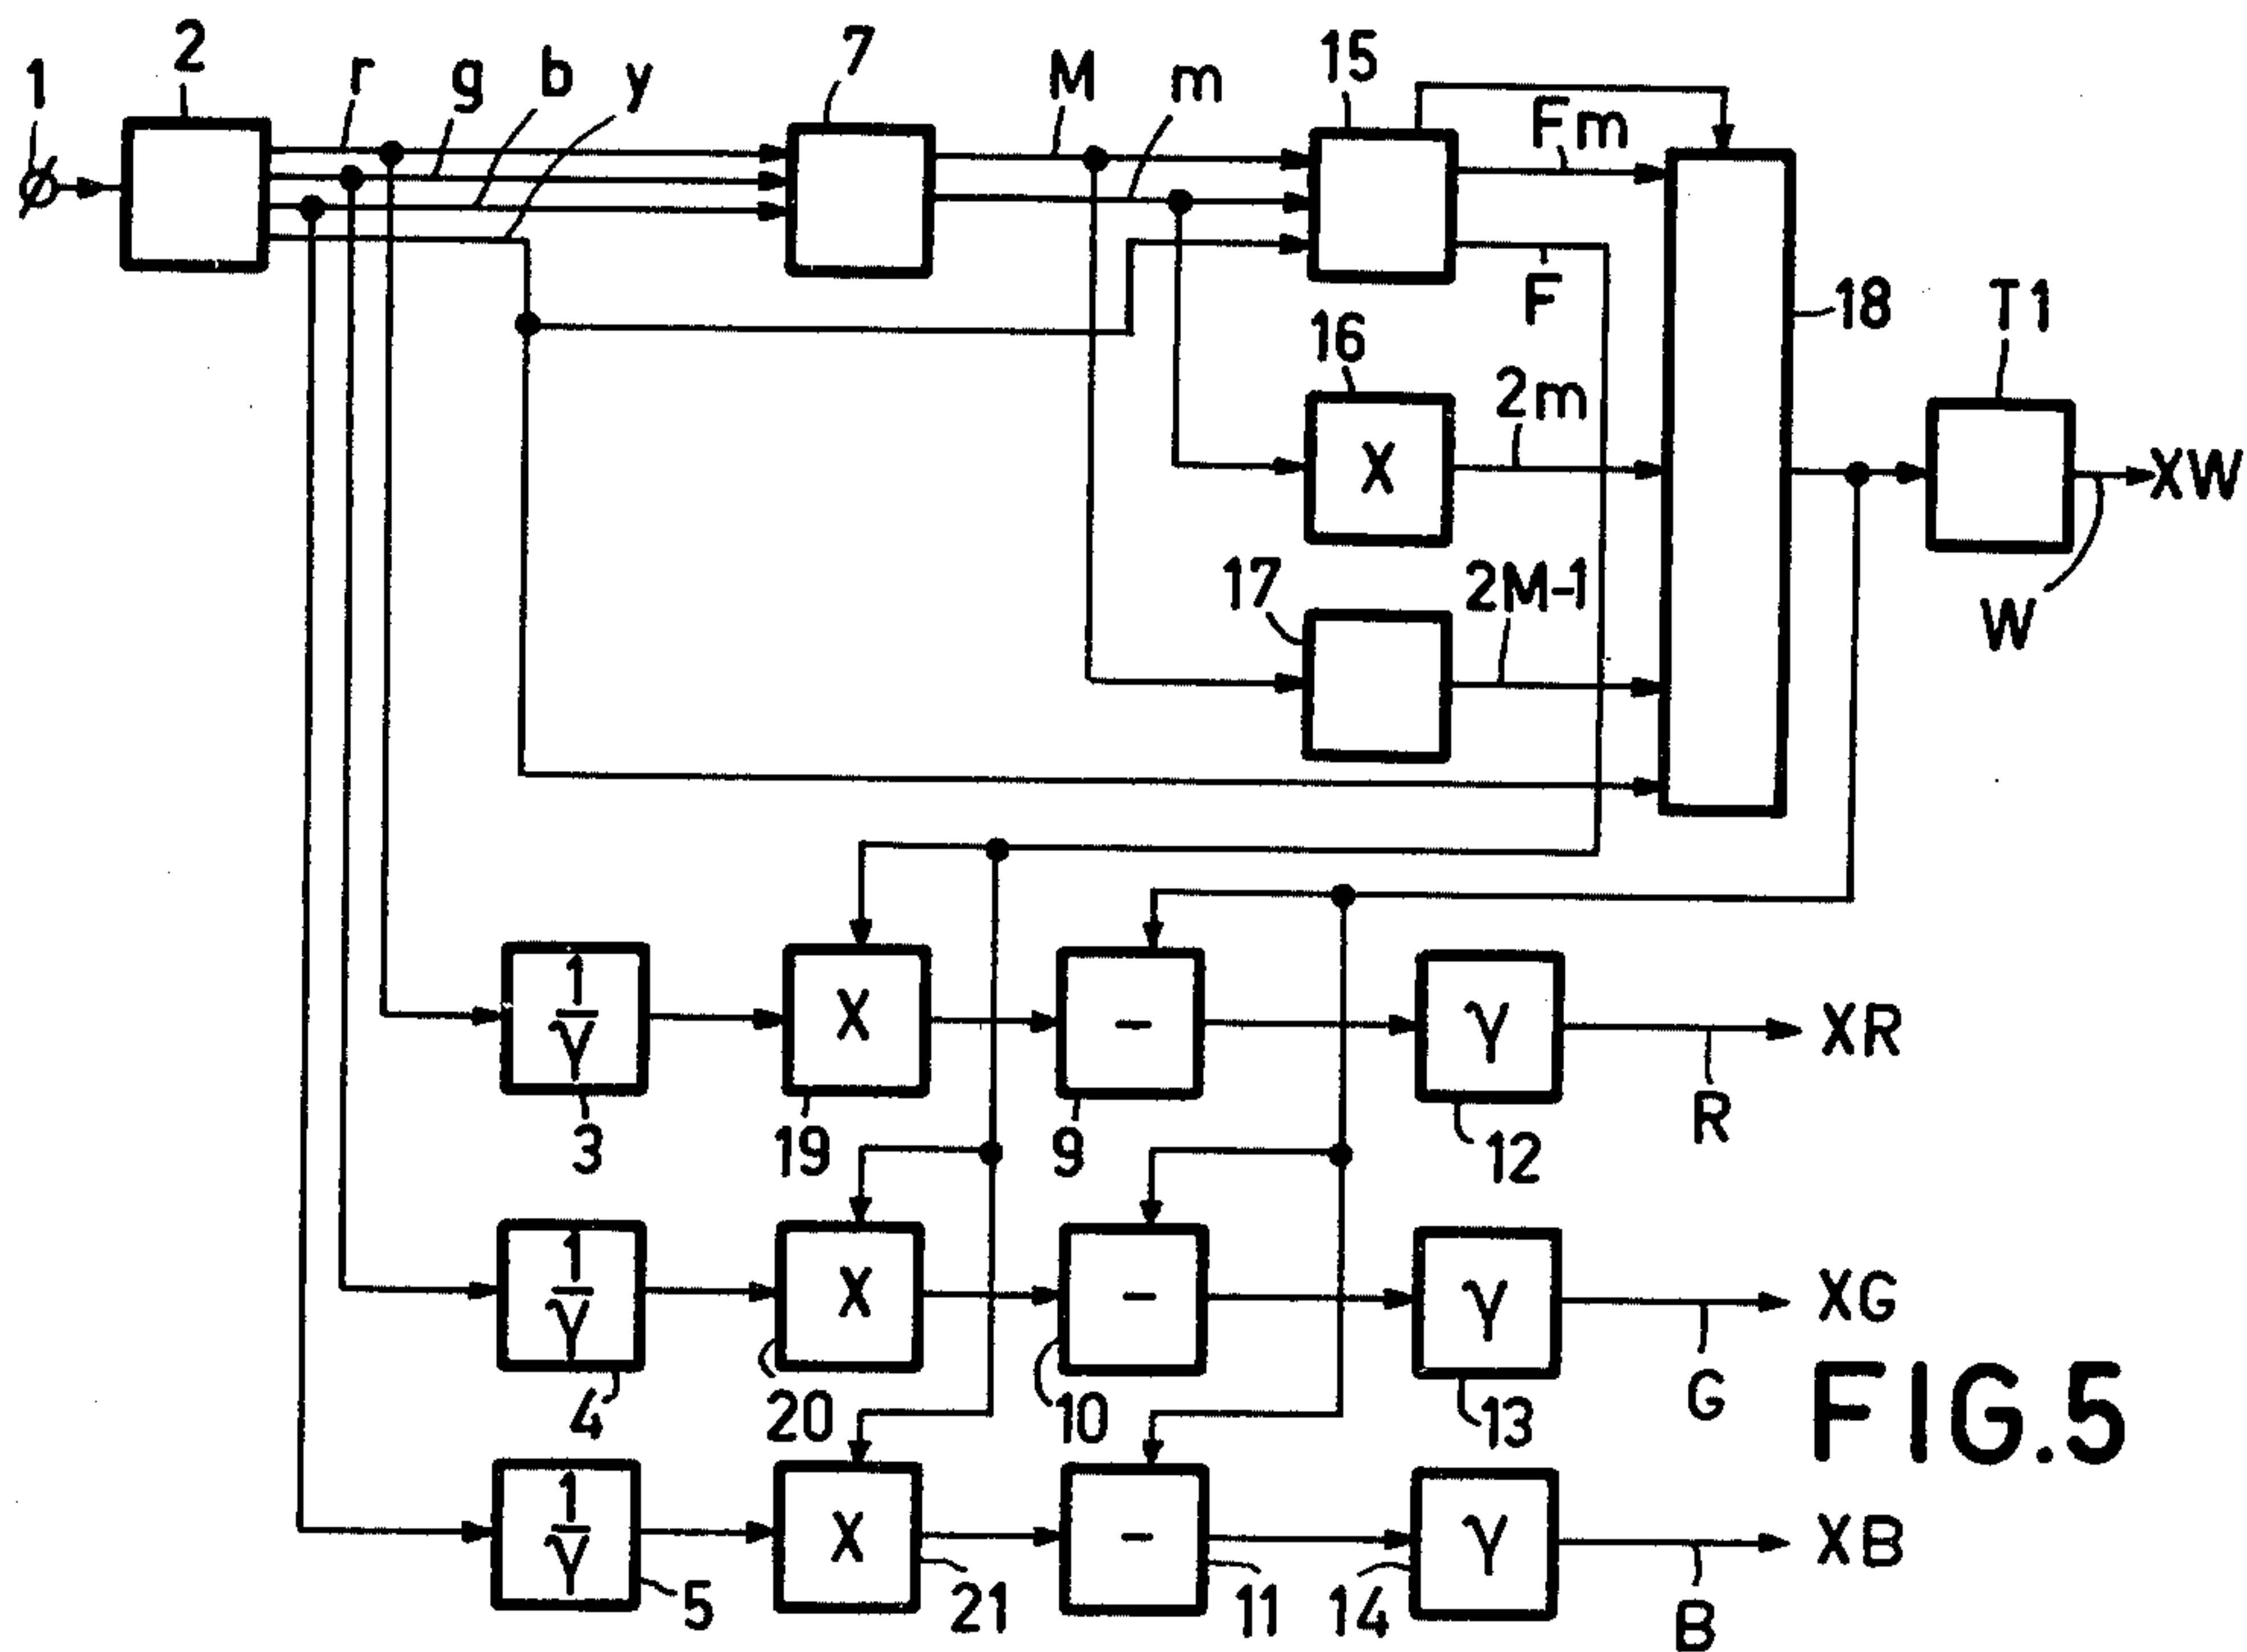 1
2
r
g
b
y
7
M
m
15
Fm
F
18
T1
16
2m
X
XW
17
2M-1
W
1
γ
3
X
19
-
9
γ
12
XR
R
1
γ
4
X
20
-
10
γ
13
XG
G
FIG.5
1
γ
5
X
21
-
11
γ
14
XB
B